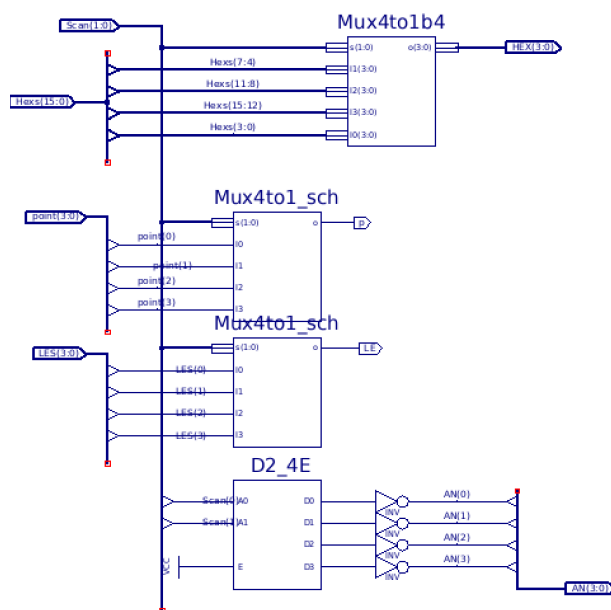 Mux4to1b4
Scan(1:0)
s(1:0) o(3:0)
HEX(3:0)
Hexs(7:4)
I1(3:0)
Hexs(11:8)
I2(3:0)
Hexs(15:0)
Hexs(15:12)
I3(3:0)
Hexs(3:0)
I0(3:0)
Mux4to1_sch
point(3:0)
s(1:0) o
p
point(0)
I0
point(1)
I1
point(2)
I2
point(3)
I3
Mux4to1_sch
LES(3:0)
s(1:0) o
LE
LES(0)
I0
LES(1)
I1
LES(2)
I2
LES(3)
I3
D2_4E
Scan(0)
A0 D0
AN(0)
INV
Scan(1)
A1 D1
AN(1)
INV
D2
AN(2)
INV
VCC
E D3
AN(3)
INV
AN(3:0)